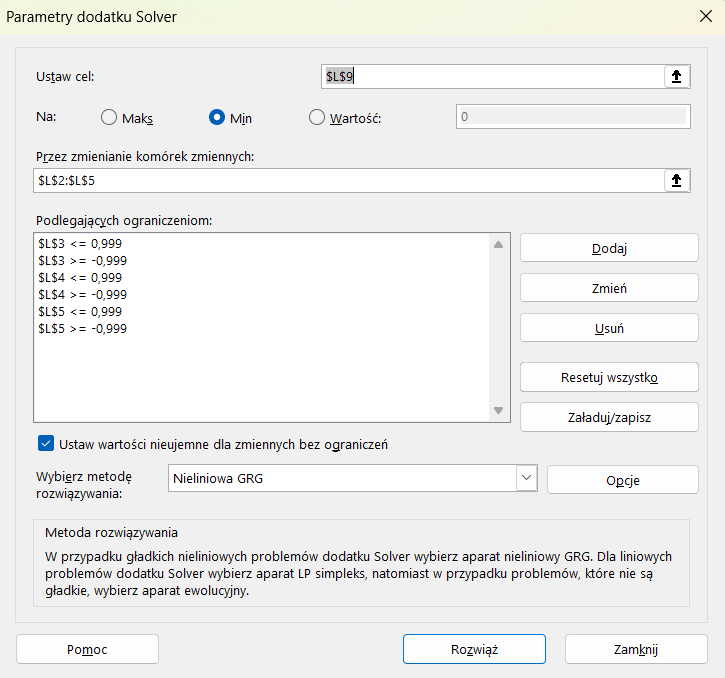 Parametry dodatku Solver
Ustaw cel:
$L$9
Na:
Maks
Min
Wartość:
0
Przez zmienianie komórek zmiennych:
$L$2:$L$5
Podlegających ograniczeniom:
$L$3 <= 0,999
$L$3 >= -0,999
$L$4 <= 0,999
$L$4 >= -0,999
$L$5 <= 0,999
$L$5 >= -0,999
Dodaj
Zmień
Usuń
Resetuj wszystko
Załaduj/zapisz
Ustaw wartości nieujemne dla zmiennych bez ograniczeń
Wybierz metodę
rozwiązywania:
Nieliniowa GRG
Opcje
Metoda rozwiązywania
W przypadku gładkich nieliniowych problemów dodatku Solver wybierz aparat nieliniowy GRG. Dla liniowych
problemów dodatku Solver wybierz aparat LP simpleks, natomiast w przypadku problemów, które nie są
gładkie, wybierz aparat ewolucyjny.
Pomoc
Rozwiąż
Zamknij